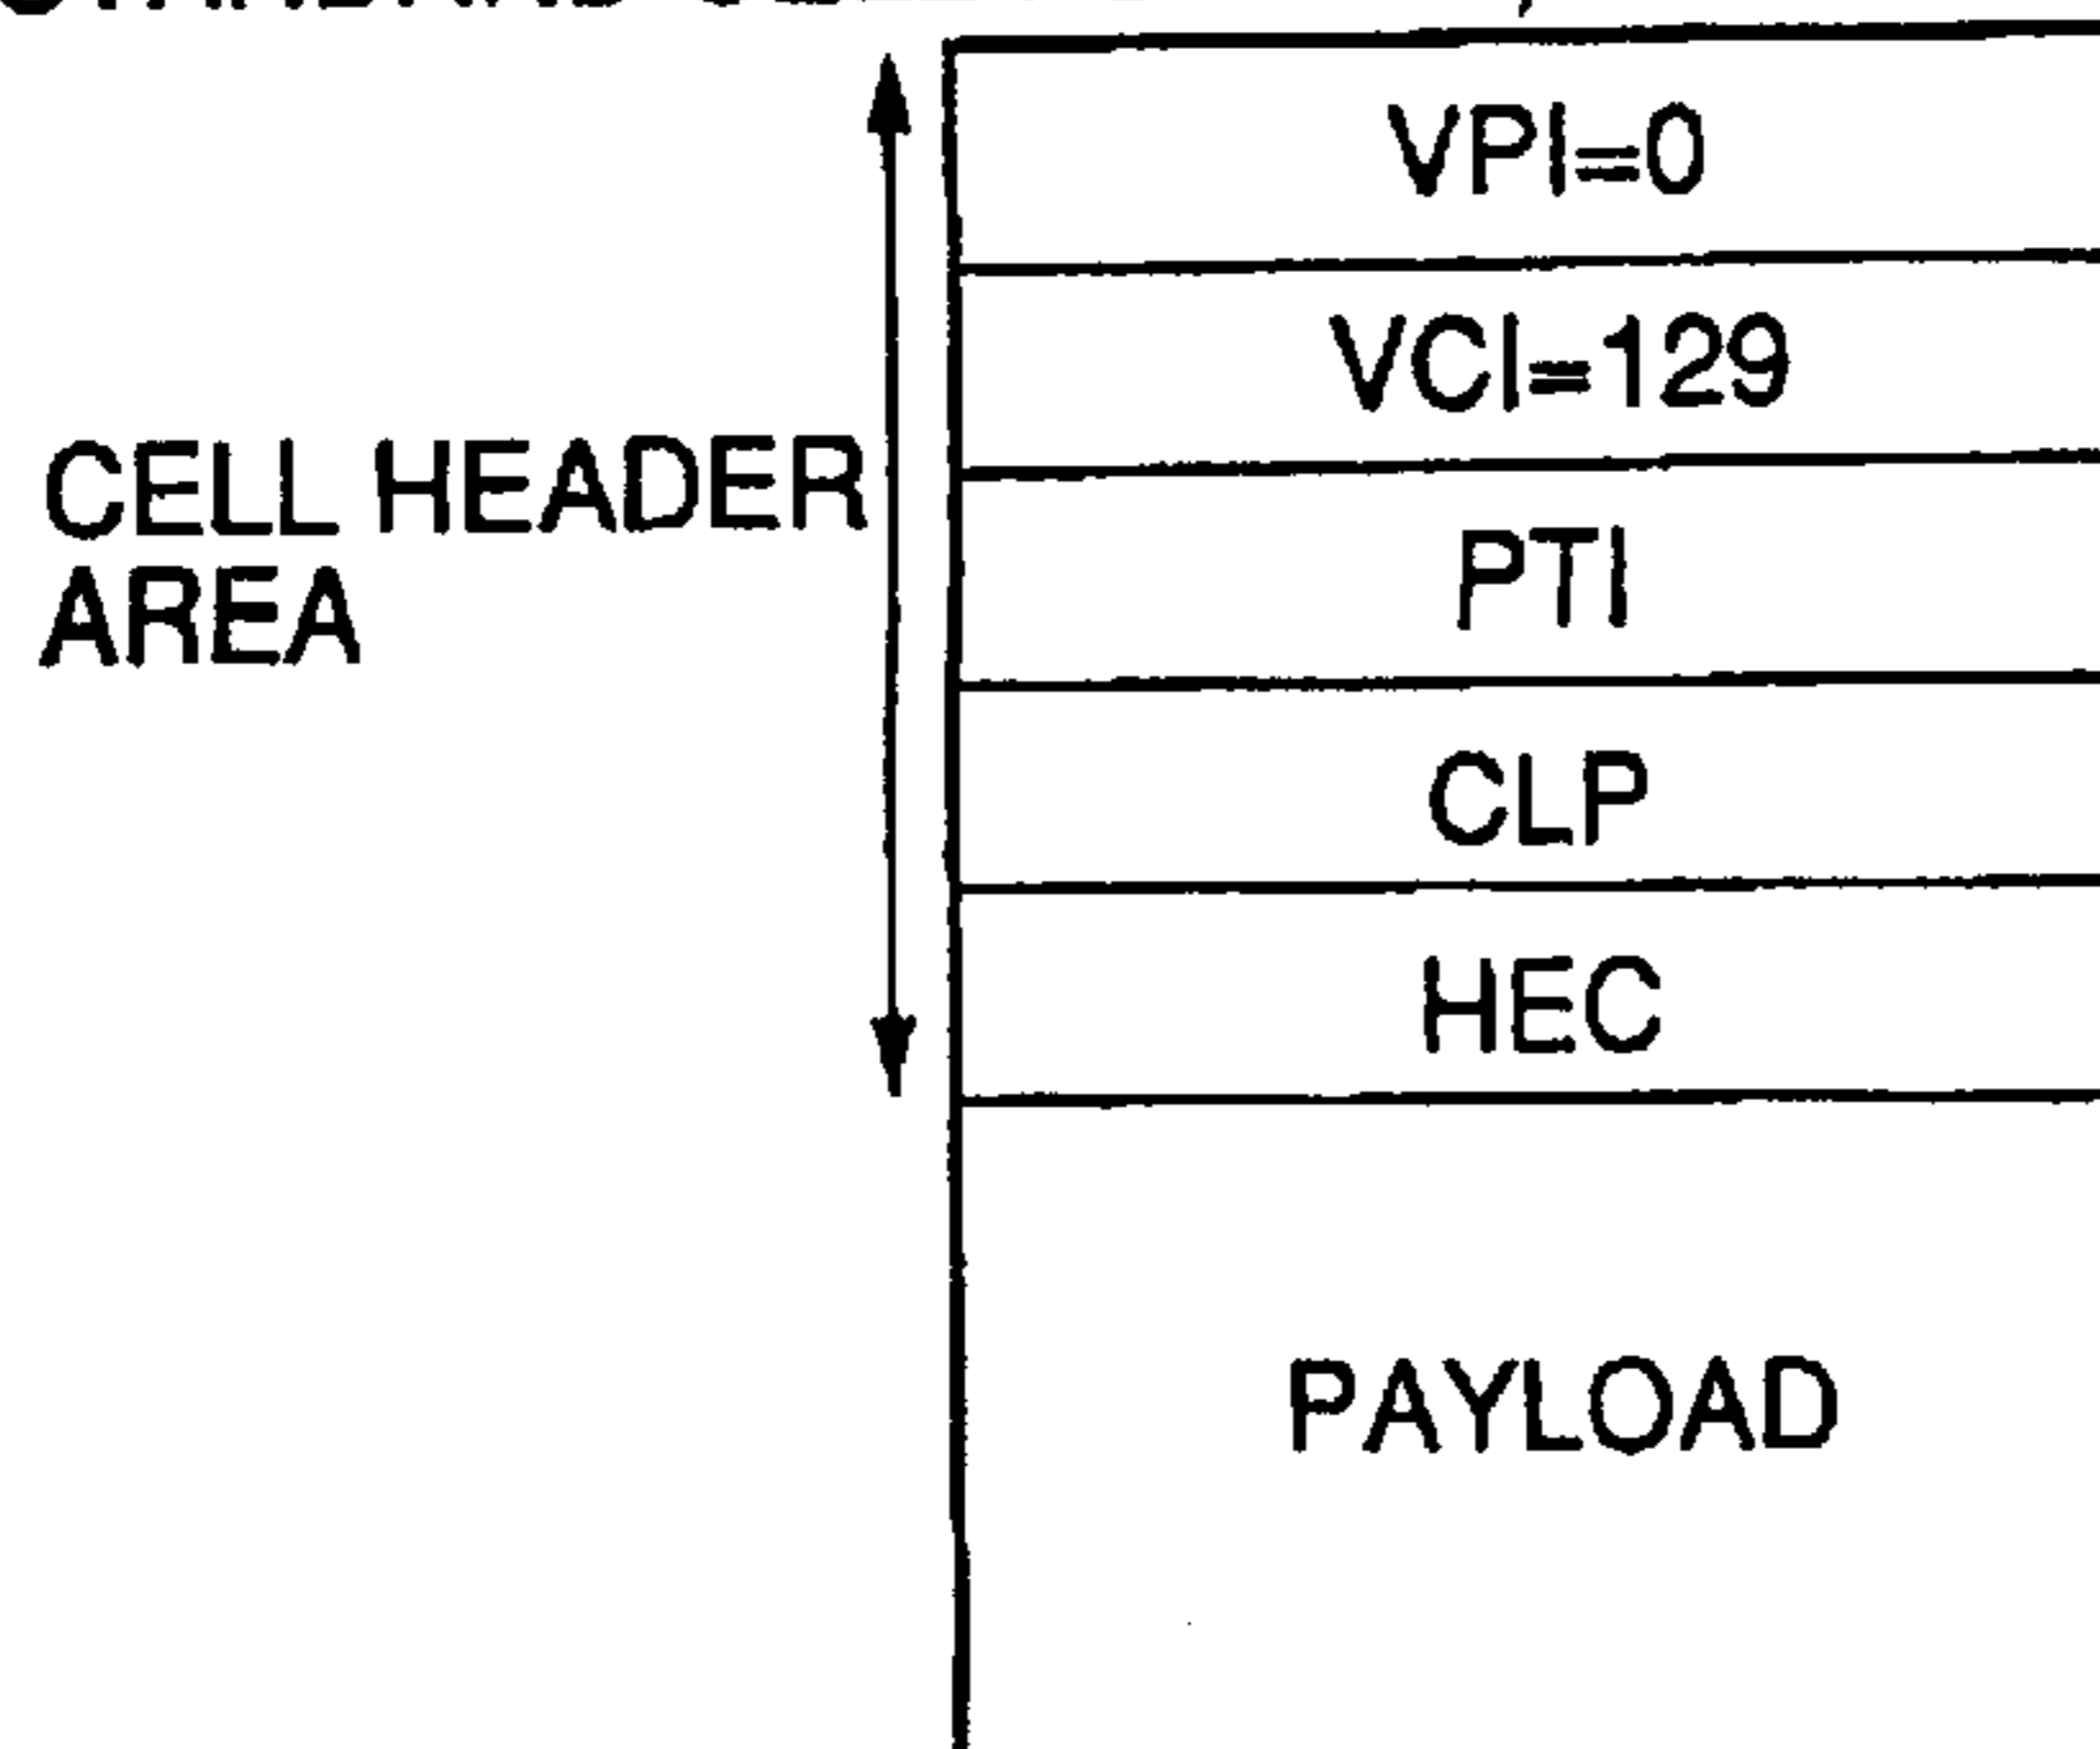 VPI=0
VCI=129
CELL HEADER
AREA
PTI
CLP
HEC
PAYLOAD